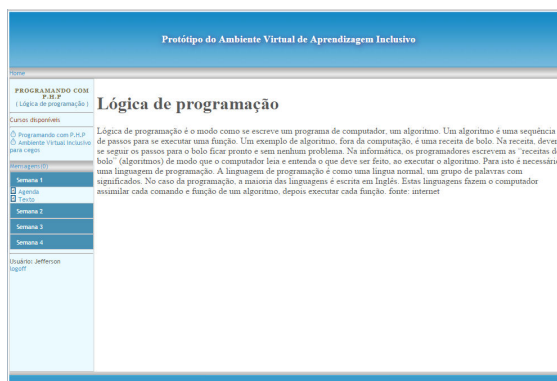 Protótipo do Ambiente Virtual de Aprendizagem Inclusivo
Home
PROGRAMANDO COM
P.H.P
( Lógica de programação )
Cursos disponíveis
Programando com P.H.P
Ambiente Virtual Inclusivo
para cegos
Mensagens(0)
Semana 1
Agenda
Texto
Semana 2
Semana 3
Semana 4
Usuário: Jefferson
logoff
Lógica de programação
Lógica de programação é o modo como se escreve um programa de computador, um algoritmo. Um algoritmo é uma sequência
de passos para se executar uma função. Um exemplo de algoritmo, fora da computação, é uma receita de bolo. Na receita, dever
se seguir os passos para o bolo ficar pronto e sem nenhum problema. Na informática, os programadores escrevem as "receitas de
bolo" (algoritmos) de modo que o computador leia e entenda o que deve ser feito, ao executar o algoritmo. Para isto é necessário
uma linguagem de programação. A linguagem de programação é como uma língua normal, um grupo de palavras com
significados. No caso da programação, a maioria das linguagens é escrita em Inglês. Estas linguagens fazem o computador
assimilar cada comando e função de um algoritmo, depois executar cada função. fonte: internet